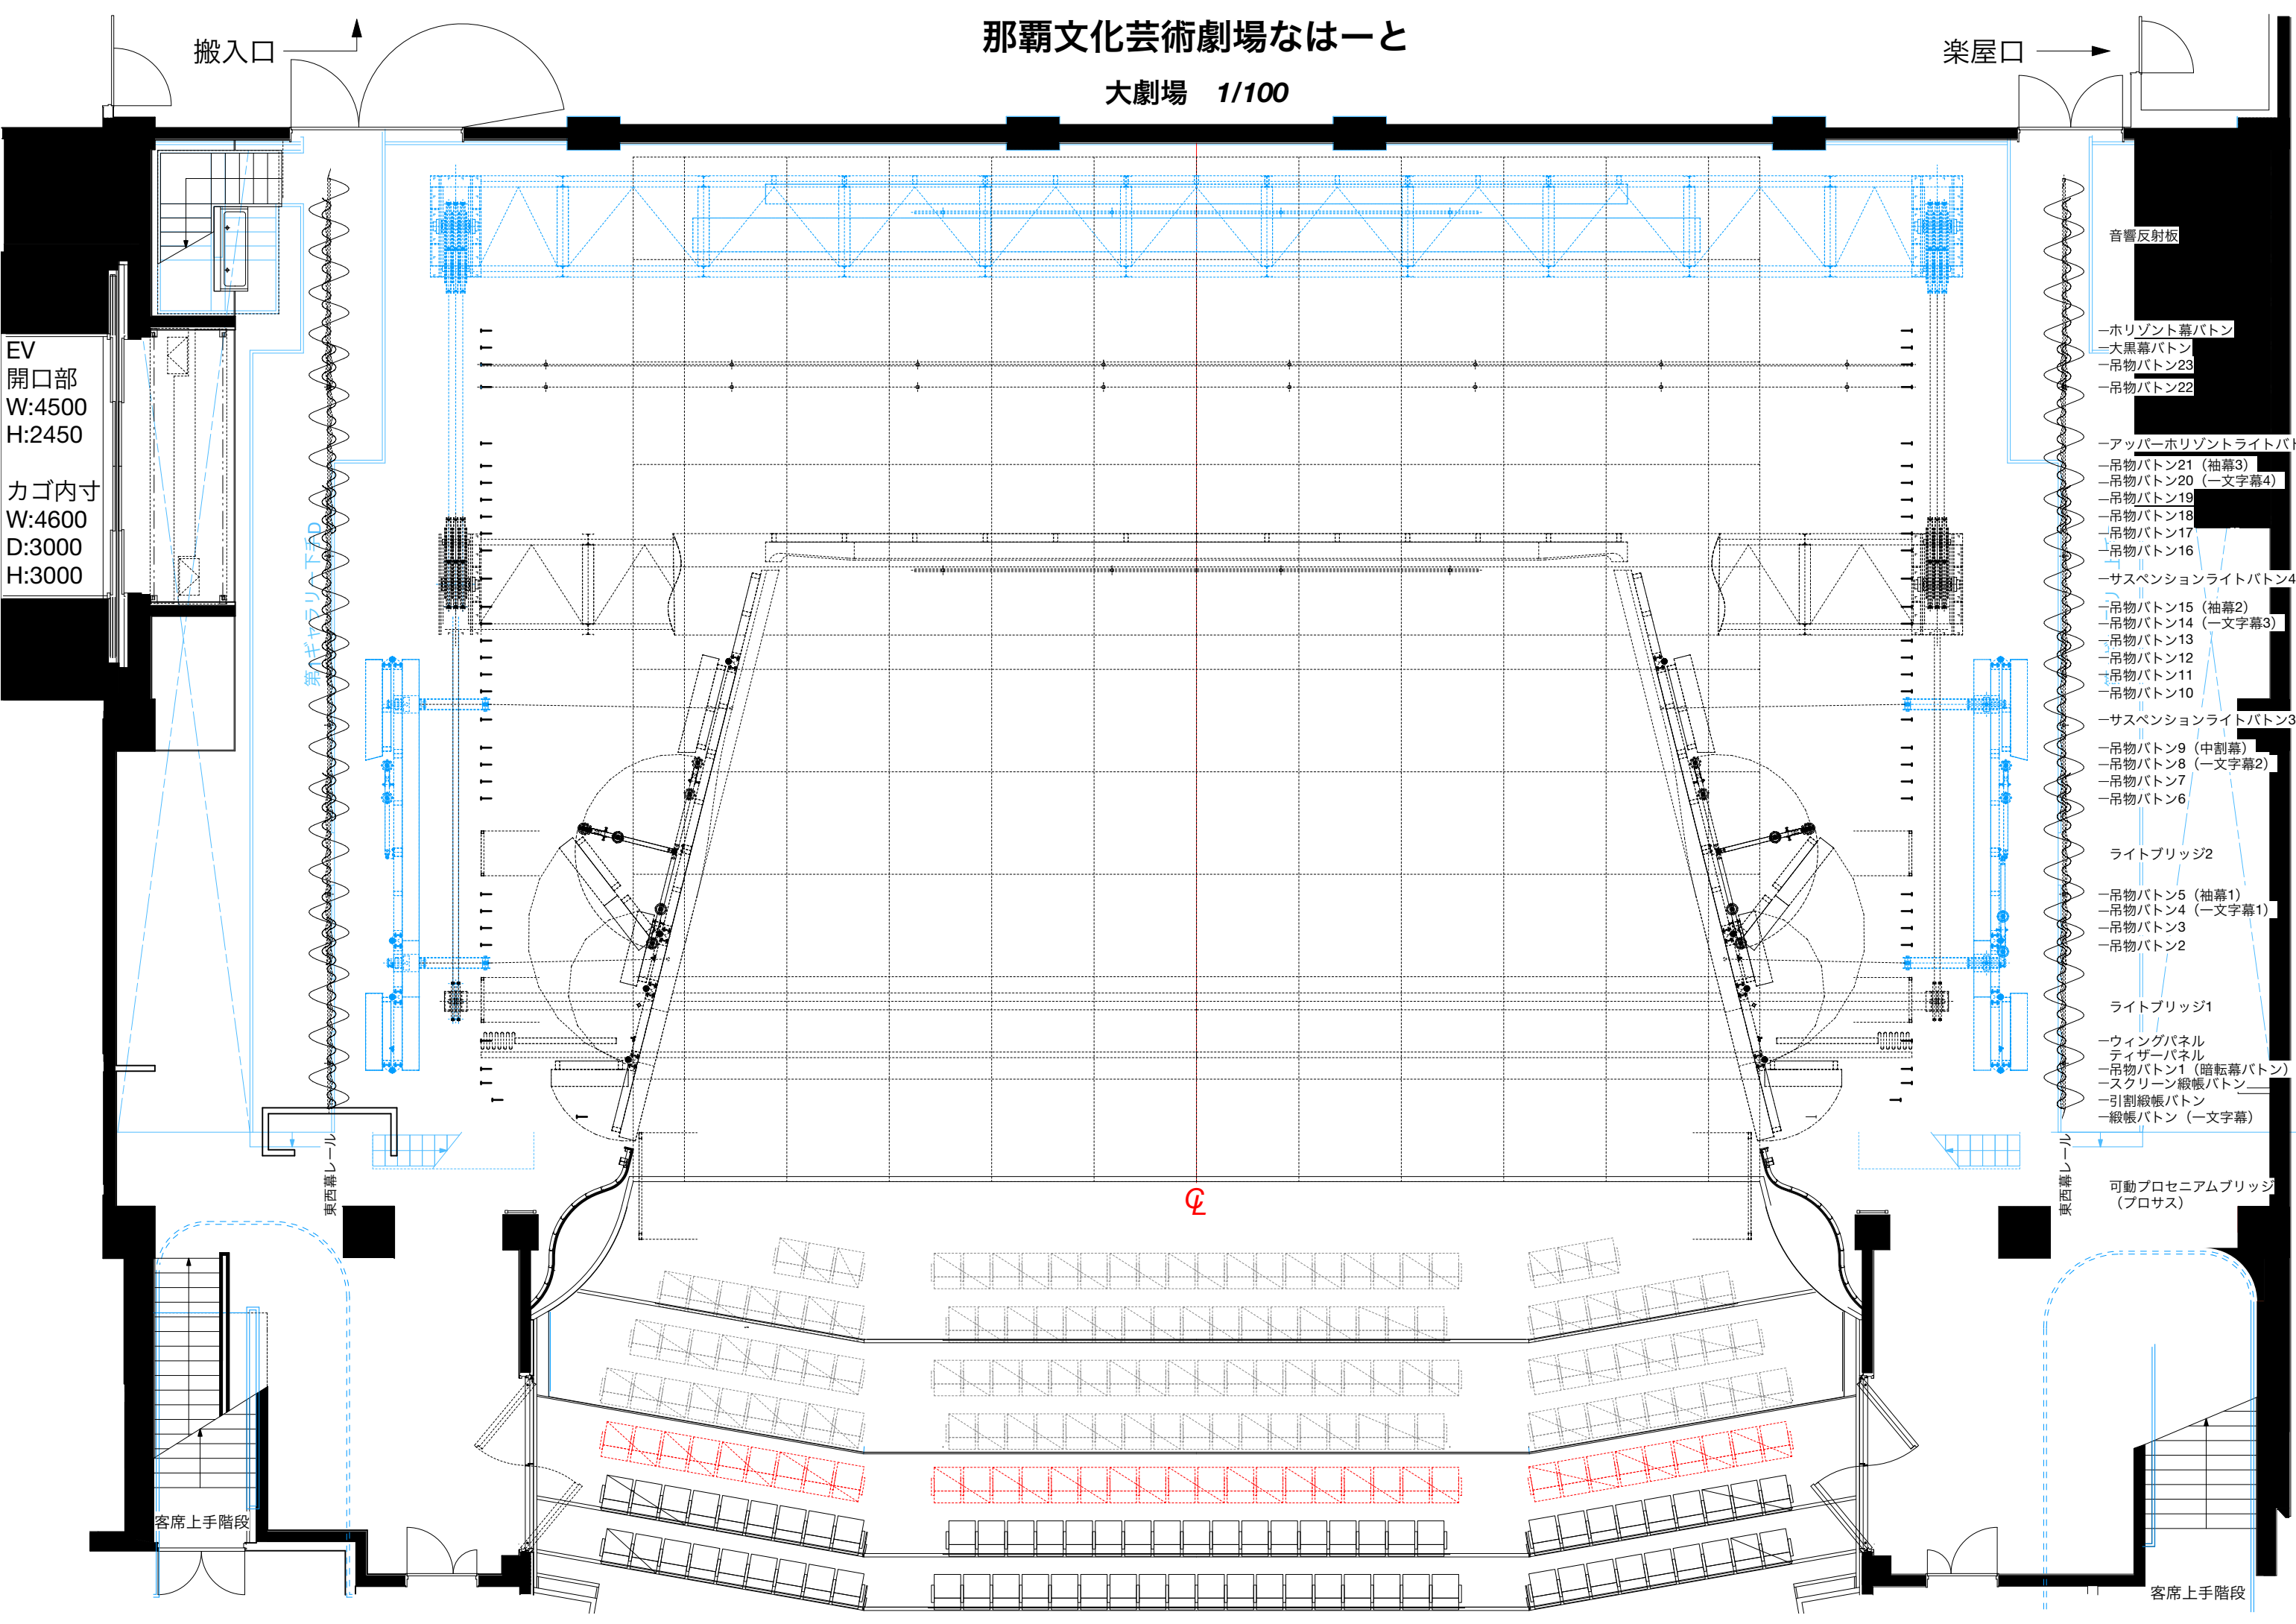 那覇文化芸術劇場なはーと
大劇場 1/100
搬入口
楽屋口
EV
開口部
W:4500
H:2450
カゴ内寸
W:4600
D:3000
H:3000
音響反射板
ホリゾント幕バトン
大黒幕バトン
吊物バトン23
吊物バトン22
アッパーホリゾントライトバト
吊物バトン21（袖幕3）
吊物バトン20（一文字幕4）
吊物バトン19
吊物バトン18
吊物バトン17
吊物バトン16
サスペンションライトバトン4
吊物バトン15（袖幕2）
吊物バトン14（一文字幕3）
吊物バトン13
吊物バトン12
吊物バトン11
吊物バトン10
サスペンションライトバトン3
吊物バトン9（中割幕）
吊物バトン8（一文字幕2）
吊物バトン7
吊物バトン6
ライトブリッジ2
吊物バトン5（袖幕1）
吊物バトン4（一文字幕1）
吊物バトン3
吊物バトン2
ライトブリッジ1
ウィングパネル
ティザーパネル
吊物バトン1（暗転幕バトン）
スクリーン緞帳バトン
引割緞帳バトン
緞帳バトン（一文字幕）
可動プロセニアムブリッジ
（プロサス）
東西幕レール
東西幕レール
℄
客席上手階段
客席上手階段